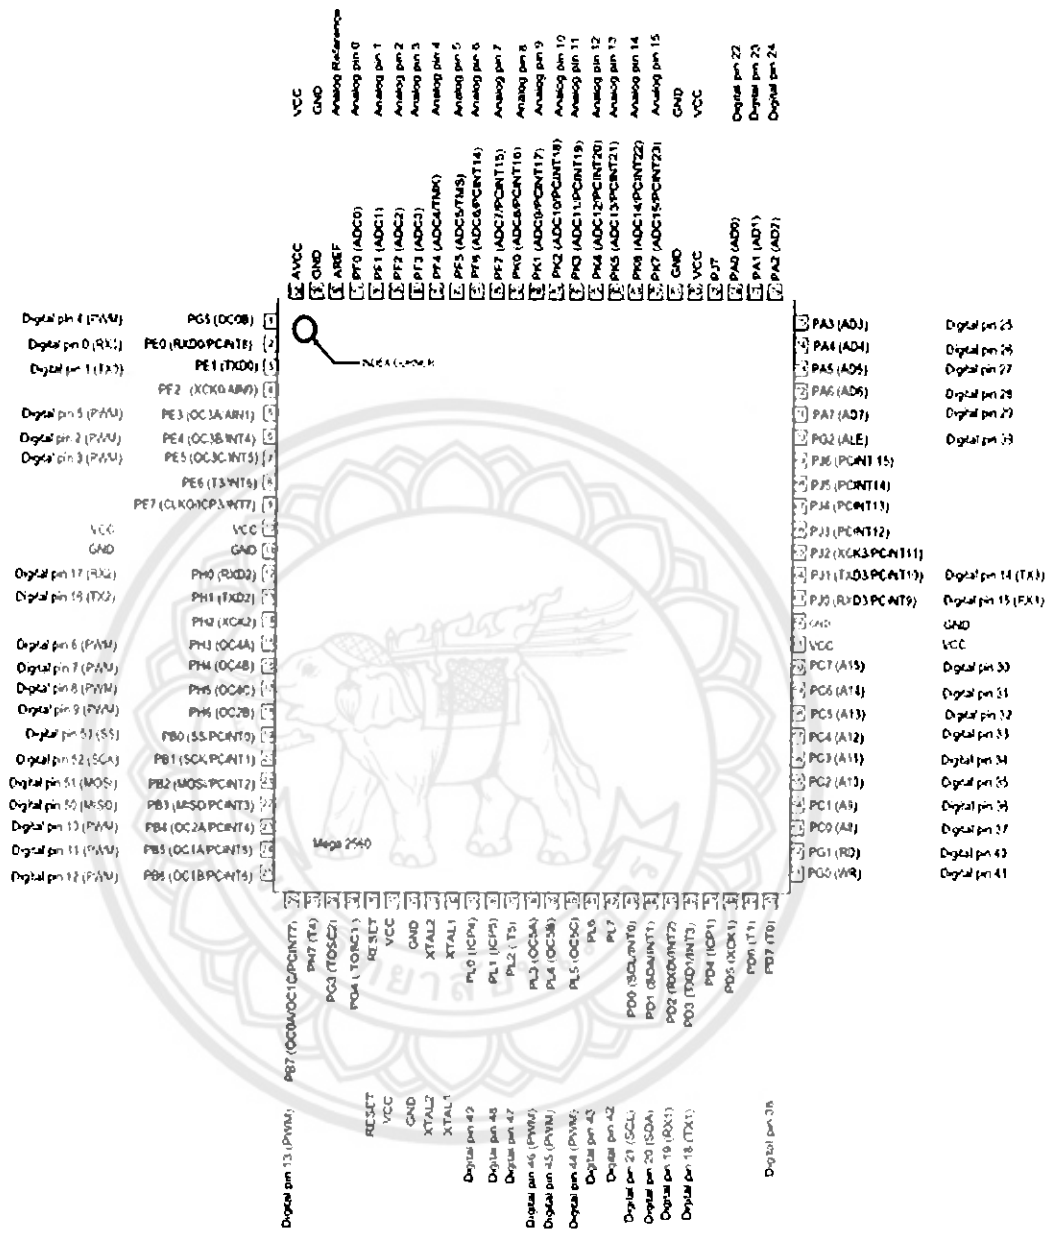 VCC
GND
Analog Reference
Analog pin 0
Analog pin 1
Analog pin 2
Analog pin 3
Analog pin 4
Analog pin 5
Analog pin 6
Analog pin 7
Analog pin 8
Analog pin 9
Analog pin 10
Analog pin 11
Analog pin 12
Analog pin 13
Analog pin 14
Analog pin 15
GND
VCC
Digital pin 22
Digital pin 23
Digital pin 24
AVCC
GND
AREF
PF0 (ADC0)
PF1 (ADC1)
PF2 (ADC2)
PF3 (ADC3)
PF4 (ADC4/TMK)
PF5 (ADC5/TMS)
PF6 (ADC6/PCINT14)
PF7 (ADC7/PCINT15)
PK0 (ADC8/PCINT16)
PK1 (ADC9/PCINT17)
PK2 (ADC10/PCINT18)
PK3 (ADC11/PCINT19)
PK4 (ADC12/PCINT20)
PK5 (ADC13/PCINT21)
PK6 (ADC14/PCINT22)
PK7 (ADC15/PCINT23)
GND
VCC
PJ7
PA0 (AD0)
PA1 (AD1)
PA2 (AD2)
Digital pin 4 (PWM) PG5 (OC0B) 1
Digital pin 0 (RX0) PE0 (RXD0/PCINT8) 2
Digital pin 1 (TX0) PE1 (TXD0) 3
PE2 (XCK0/AIN0) 4
Digital pin 5 (PWM) PE3 (OC3A/AIN1) 5
Digital pin 2 (PWM) PE4 (OC3B/INT4) 6
Digital pin 3 (PWM) PE5 (OC3C/INT5) 7
PE6 (T3/INT6) 8
PE7 (CLKO/ICP3/INT7) 9
VCC VCC
GND GND
Digital pin 17 (RX2) PH0 (RXD2)
Digital pin 16 (TX2) PH1 (TXD2)
PH2 (XCK2)
Digital pin 6 (PWM) PH3 (OC4A)
Digital pin 7 (PWM) PH4 (OC4B)
Digital pin 8 (PWM) PH5 (OC4C)
Digital pin 9 (PWM) PH6 (OC2B)
Digital pin 53 (SS) PB0 (SS/PCINT0)
Digital pin 52 (SCK) PB1 (SCK/PCINT1)
Digital pin 51 (MOSI) PB2 (MOSI/PCINT2)
Digital pin 50 (MISO) PB3 (MISO/PCINT3)
Digital pin 10 (PWM) PB4 (OC2A/PCINT4)
Digital pin 11 (PWM) PB5 (OC1A/PCINT5)
Digital pin 12 (PWM) PB6 (OC1B/PCINT6)
INDEX CORNER
Mega 2560
PA3 (AD3) Digital pin 25
PA4 (AD4) Digital pin 26
PA5 (AD5) Digital pin 27
PA6 (AD6) Digital pin 28
PA7 (AD7) Digital pin 29
PG2 (ALE) Digital pin 39
PJ6 (PCINT 15)
PJ5 (PCINT14)
PJ4 (PCINT13)
PJ3 (PCINT12)
PJ2 (XCK3/PCINT11)
PJ1 (TXD3/PCINT10) Digital pin 14 (TX3)
PJ0 (RXD3/PCINT9) Digital pin 15 (RX3)
GND GND
VCC VCC
PC7 (A15) Digital pin 30
PC6 (A14) Digital pin 31
PC5 (A13) Digital pin 32
PC4 (A12) Digital pin 33
PC3 (A11) Digital pin 34
PC2 (A10) Digital pin 35
PC1 (A9) Digital pin 36
PC0 (A8) Digital pin 37
PG1 (RD) Digital pin 40
PG0 (WR) Digital pin 41
PB7 (OC0A/OC1C/PCINT7)
PH7 (T4)
PG3 (TOSC2)
PG4 (TOSC1)
RESET
VCC
GND
XTAL2
XTAL1
PL0 (ICP4)
PL1 (ICP5)
PL2 (T5)
PL3 (OC5A)
PL4 (OC5B)
PL5 (OC5C)
PL6
PL7
PD0 (SCL/INT0)
PD1 (SDA/INT1)
PD2 (RXD1/INT2)
PD3 (TXD1/INT3)
PD4 (ICP1)
PD5 (XCK1)
PD6 (T1)
PD7 (T0)
Digital pin 13 (PWM)
RESET
VCC
GND
XTAL2
XTAL1
Digital pin 49
Digital pin 48
Digital pin 47
Digital pin 46 (PWM)
Digital pin 45 (PWM)
Digital pin 44 (PWM)
Digital pin 43
Digital pin 42
Digital pin 21 (SCL)
Digital pin 20 (SDA)
Digital pin 19 (RX1)
Digital pin 18 (TX1)
Digital pin 38